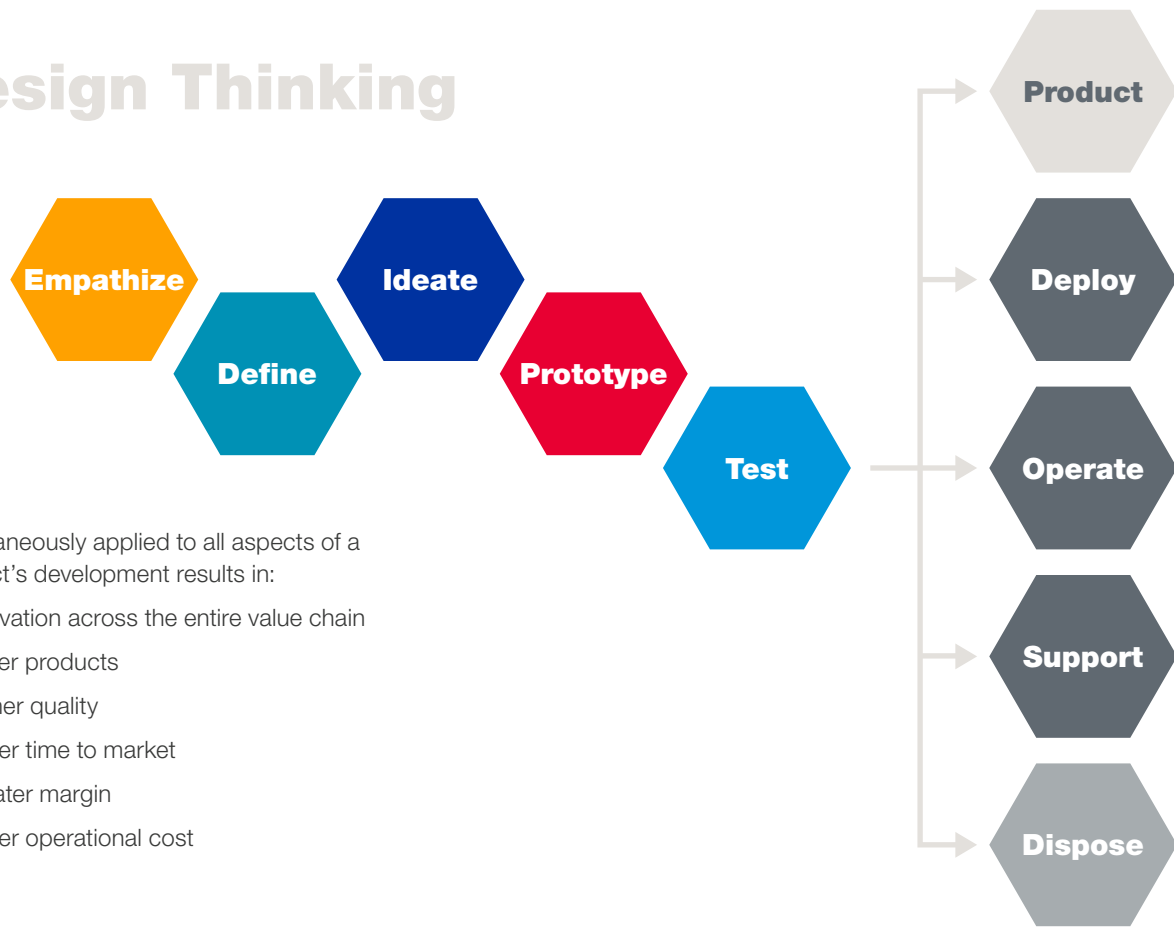 esign Thinking
Empathize
Define
Ideate
Prototype
Test
Product
Deploy
Operate
Support
Dispose
aneously applied to all aspects of a
ct’s development results in:
vation across the entire value chain
er products
ner quality
er time to market
ater margin
er operational cost